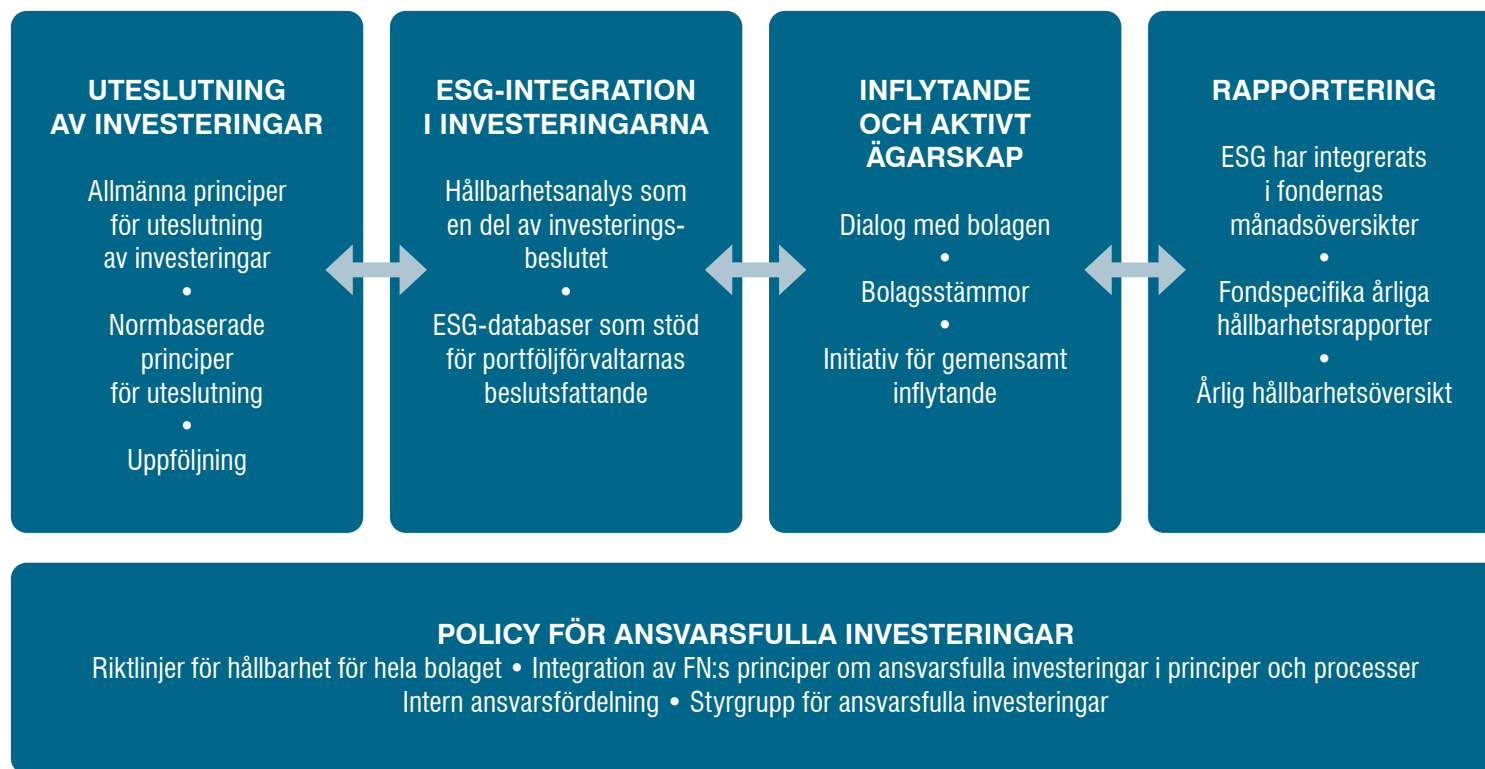 UTESLUTNING
AV INVESTERINGAR
Allmänna principer
för uteslutning
av investeringar
•
Normbaserade
principer
för uteslutning
•
Uppföljning
ESG-INTEGRATION
I INVESTERINGARNA
Hållbarhetsanalys som
en del av investerings-
beslutet
•
ESG-databaser som stöd
för portföljförvaltarnas
beslutsfattande
INFLYTANDE
OCH AKTIVT
ÄGARSKAP
Dialog med bolagen
•
Bolagsstämmor
•
Initiativ för gemensamt
inflytande
RAPPORTERING
ESG har integrerats
i fondernas
månadsöversikter
•
Fondspecifika årliga
hållbarhetsrapporter
•
Årlig hållbarhetsöversikt
POLICY FÖR ANSVARSFULLA INVESTERINGAR
Riktlinjer för hållbarhet för hela bolaget • Integration av FN:s principer om ansvarsfulla investeringar i principer och processer
Intern ansvarsfördelning • Styrgrupp för ansvarsfulla investeringar